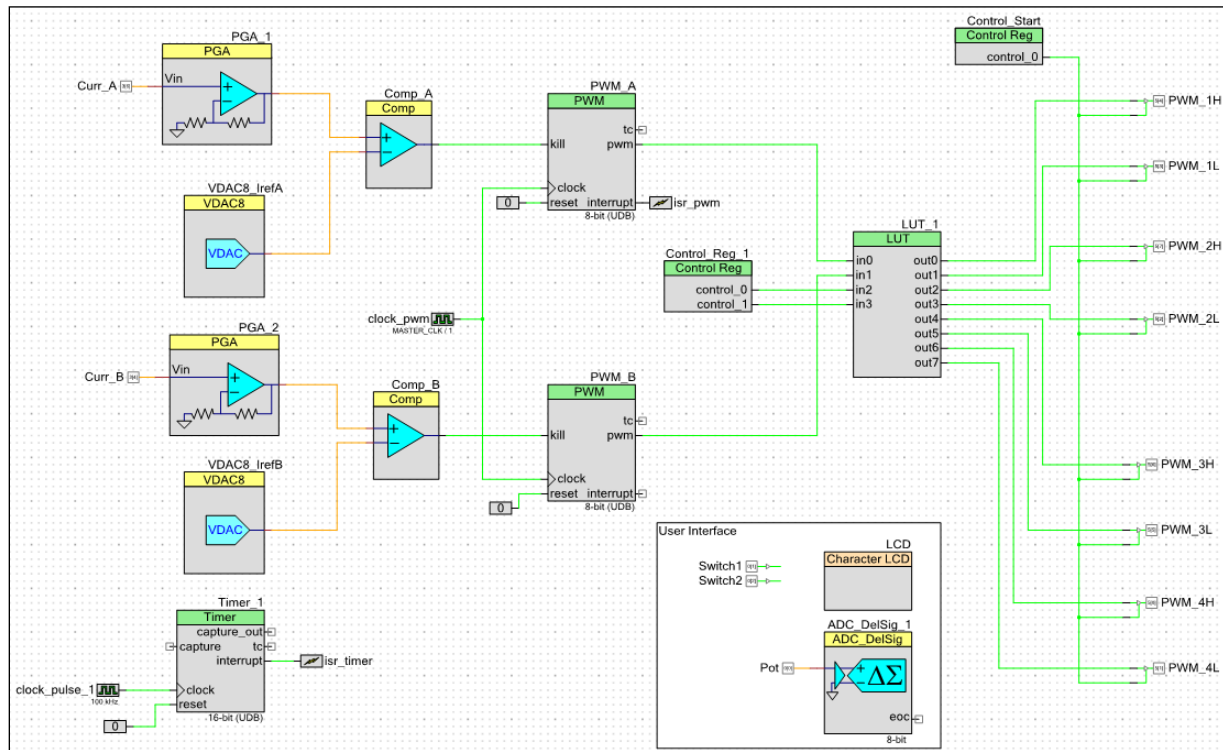 Control_Start
Control Reg
control_0
PGA_1
PGA
Curr_A
Vin
Comp_A
Comp
VDAC8_IrefA
VDAC8
VDAC
PWM_A
PWM
tc
kill
pwm
clock
reset
interrupt
0
isr_pwm
8-bit (UDB)
clock_pwm
MASTER_CLK / 1
Control_Reg_1
Control Reg
control_0
control_1
LUT_1
LUT
in0
in1
in2
in3
out0
out1
out2
out3
out4
out5
out6
out7
PWM_1H
PWM_1L
PWM_2H
PWM_2L
PWM_3H
PWM_3L
PWM_4H
PWM_4L
PGA_2
PGA
Curr_B
Vin
Comp_B
Comp
VDAC8_IrefB
VDAC8
VDAC
PWM_B
PWM
tc
kill
pwm
clock
reset
interrupt
0
8-bit (UDB)
Timer_1
Timer
capture_out
capture
tc
interrupt
isr_timer
clock_pulse_1
100 kHz
clock
reset
0
16-bit (UDB)
User Interface
Switch1
Switch2
LCD
Character LCD
ADC_DelSig_1
ADC_DelSig
Pot
ΔΣ
eoc
8-bit